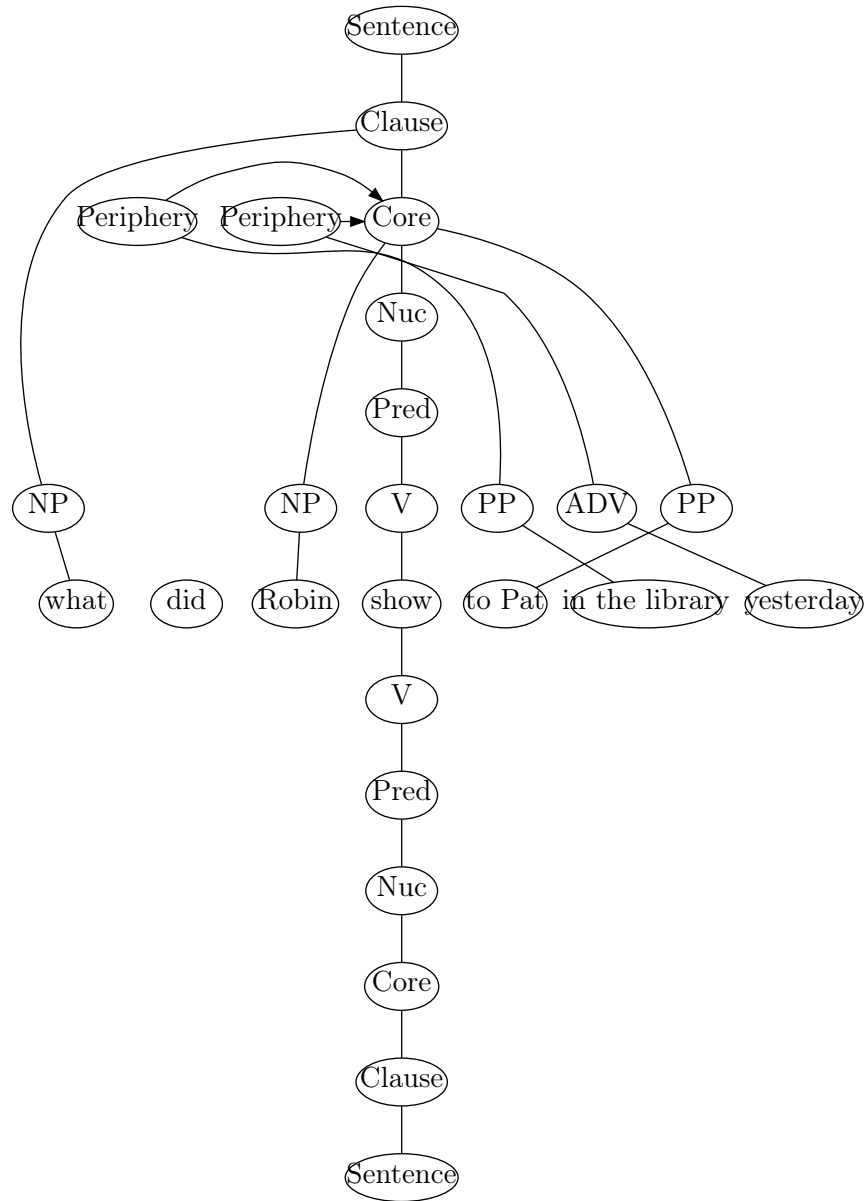 Sentence
Clause
Periphery Periphery Core
Nuc
Pred
NP NP V PP ADV PP
what did Robin show to Pat in the library yesterday
V
Pred
Nuc
Core
Clause
Sentence